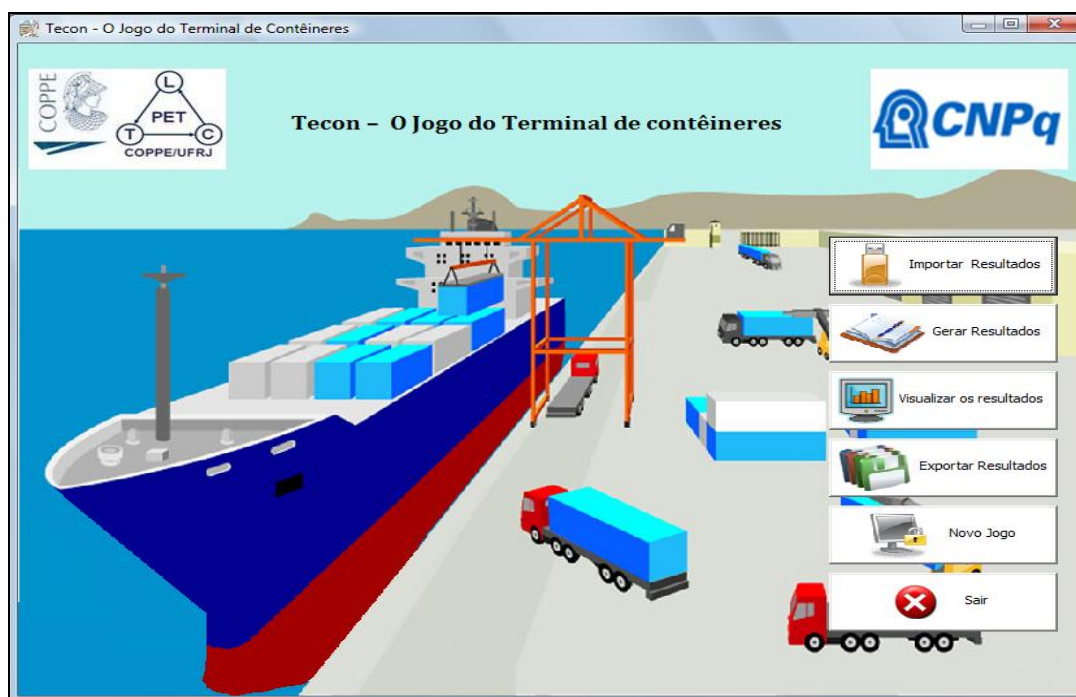 Tecon - O Jogo do Terminal de Contêineres
COPPE
L
PET
T
C
COPPE/UFRJ
Tecon – O Jogo do Terminal de contêineres
CNPq
Importar Resultados
Gerar Resultados
Visualizar os resultados
Exportar Resultados
Novo Jogo
Sair